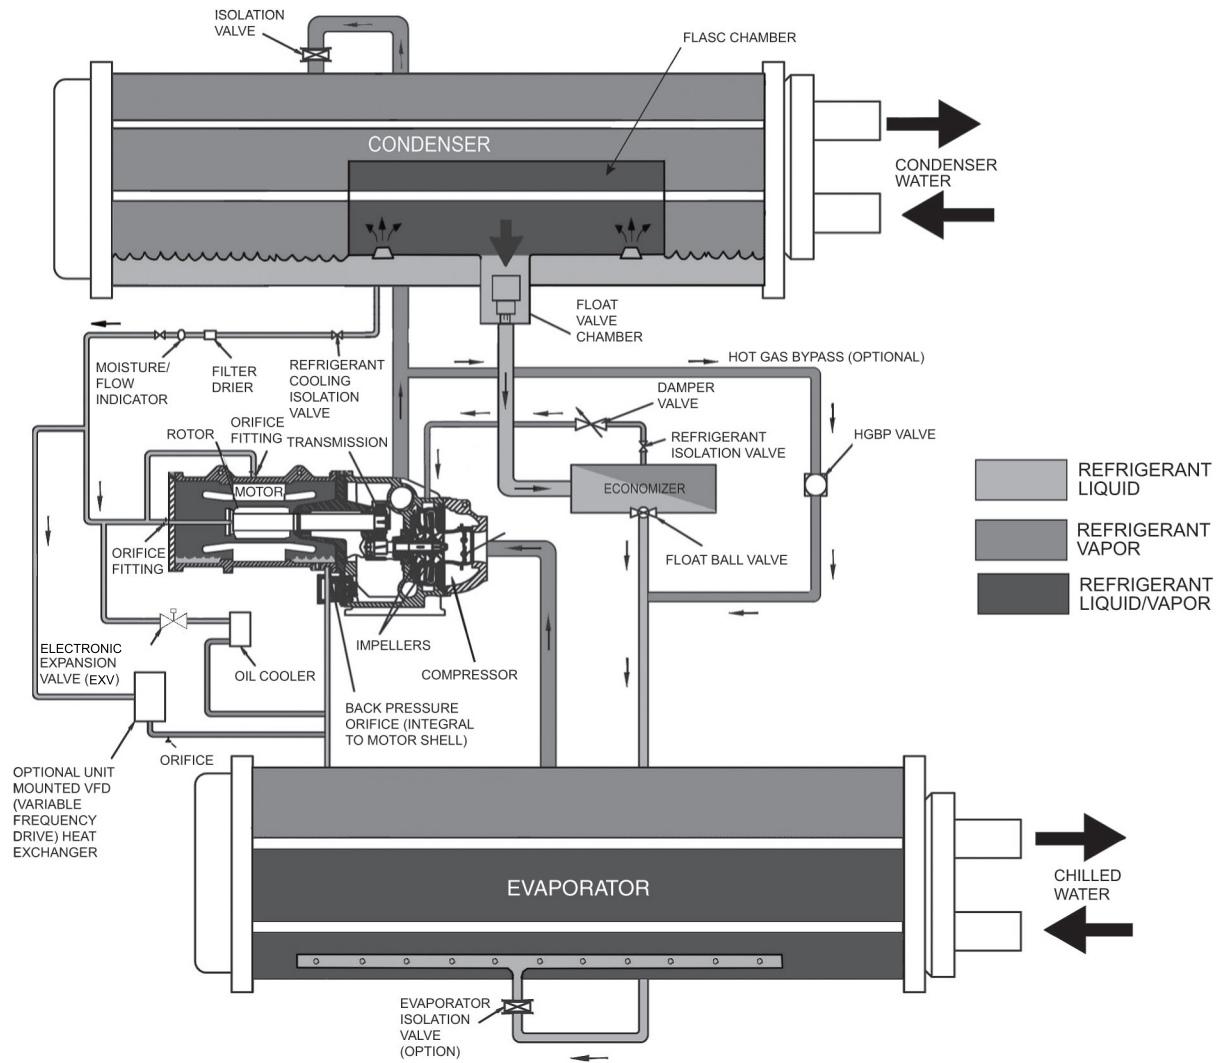 ISOLATION
VALVE
FLASC CHAMBER
CONDENSER
CONDENSER
WATER
FLOAT
VALVE
CHAMBER
MOISTURE/
FLOW
INDICATOR
FILTER
DRIER
REFRIGERANT
COOLING
ISOLATION
VALVE
HOT GAS BYPASS (OPTIONAL)
DAMPER
VALVE
ROTOR
ORIFICE
FITTING
TRANSMISSION
REFRIGERANT
ISOLATION VALVE
HGBP VALVE
MOTOR
ECONOMIZER
REFRIGERANT
LIQUID
REFRIGERANT
VAPOR
REFRIGERANT
LIQUID/VAPOR
ORIFICE
FITTING
FLOAT BALL VALVE
IMPELLERS
COMPRESSOR
ELECTRONIC
EXPANSION
VALVE (EXV)
OIL COOLER
BACK PRESSURE
ORIFICE (INTEGRAL
TO MOTOR SHELL)
ORIFICE
OPTIONAL UNIT
MOUNTED VFD
(VARIABLE
FREQUENCY
DRIVE) HEAT
EXCHANGER
EVAPORATOR
CHILLED
WATER
EVAPORATOR
ISOLATION
VALVE
(OPTION)